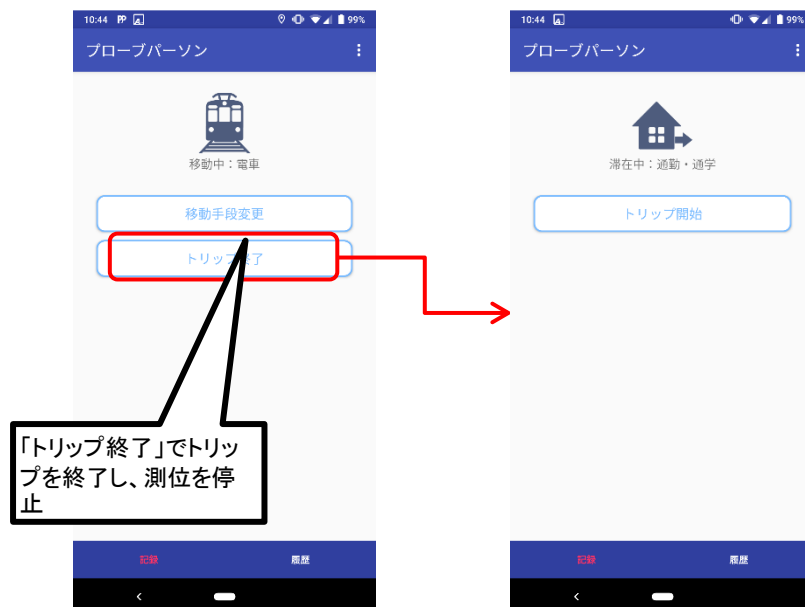 10:44 PP A 99%
プローブパーソン
移動中：電車
移動手段変更
トリップ終了
「トリップ終了」でトリッ
プを終了し、測位を停
止
記録 履歴
10:44 A 99%
プローブパーソン
滞在中：通勤・通学
トリップ開始
記録 履歴